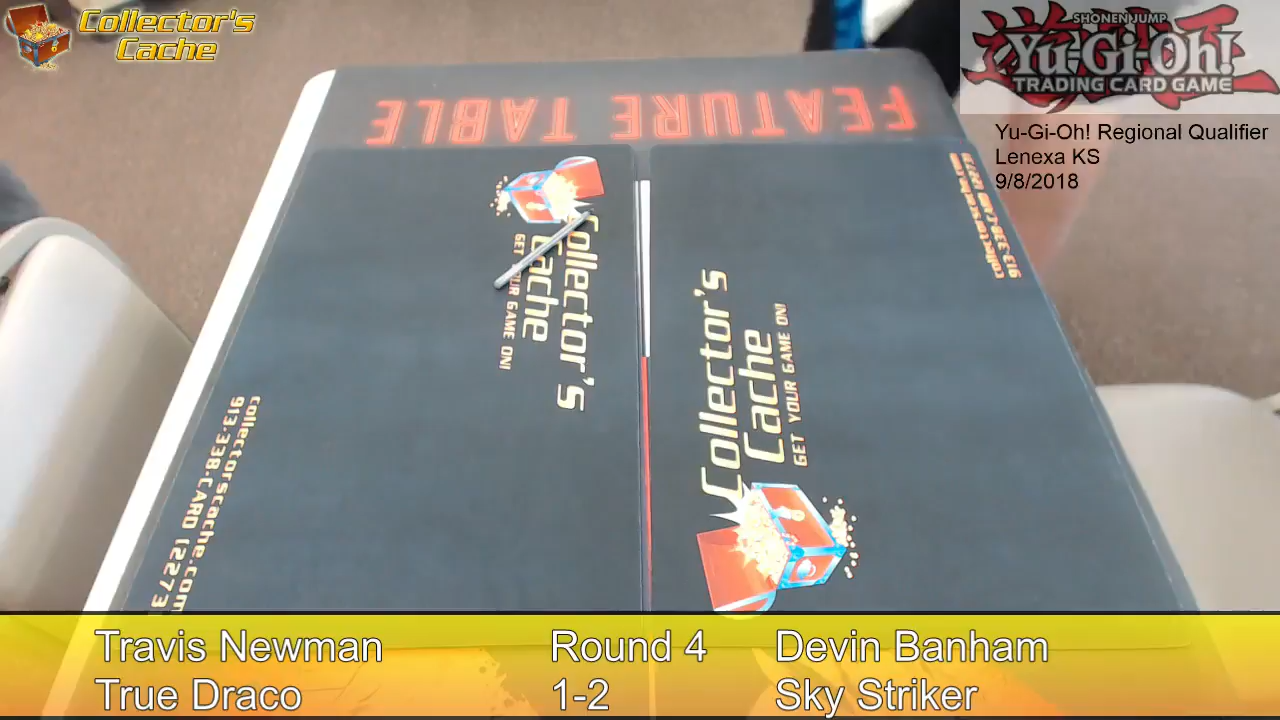 Collector's
Cache
SHONEN JUMP
Yu-Gi-Oh!
TRADING CARD GAME
Yu-Gi-Oh! Regional Qualifier
Lenexa KS
9/8/2018
FEATURE TABLE
Collector's
Cache
GET YOUR GAME ON!
collectorscache.com
913.338.CARD (2273
Collector's
Cache
GET YOUR GAME ON!
Travis Newman
Round 4
Devin Banham
True Draco
1-2
Sky Striker